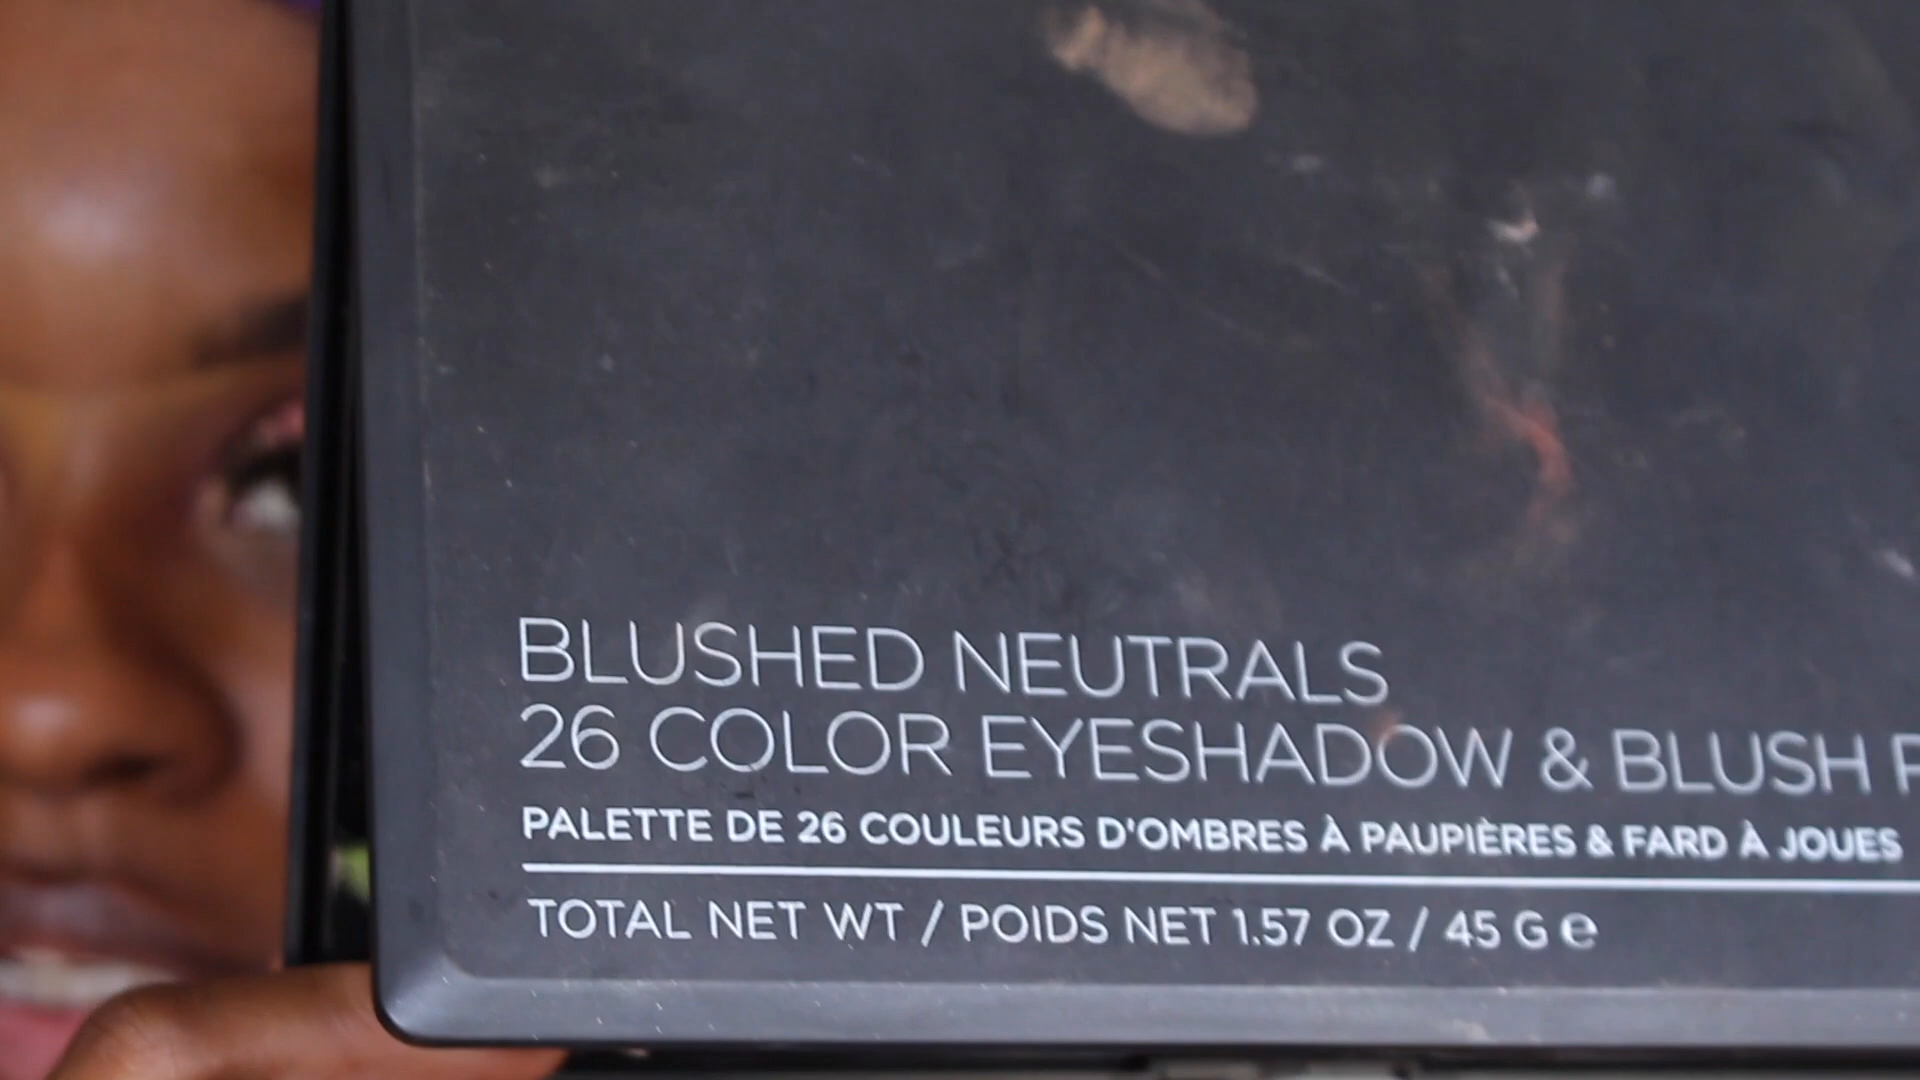 BLUSHED NEUTRALS
26 COLOR EYESHADOW & BLUSH
PALETTE DE 26 COULEURS D'OMBRES À PAUPIÈRES & FARD À JOUES
TOTAL NET WT / POIDS NET 1.57 OZ / 45 G ℮